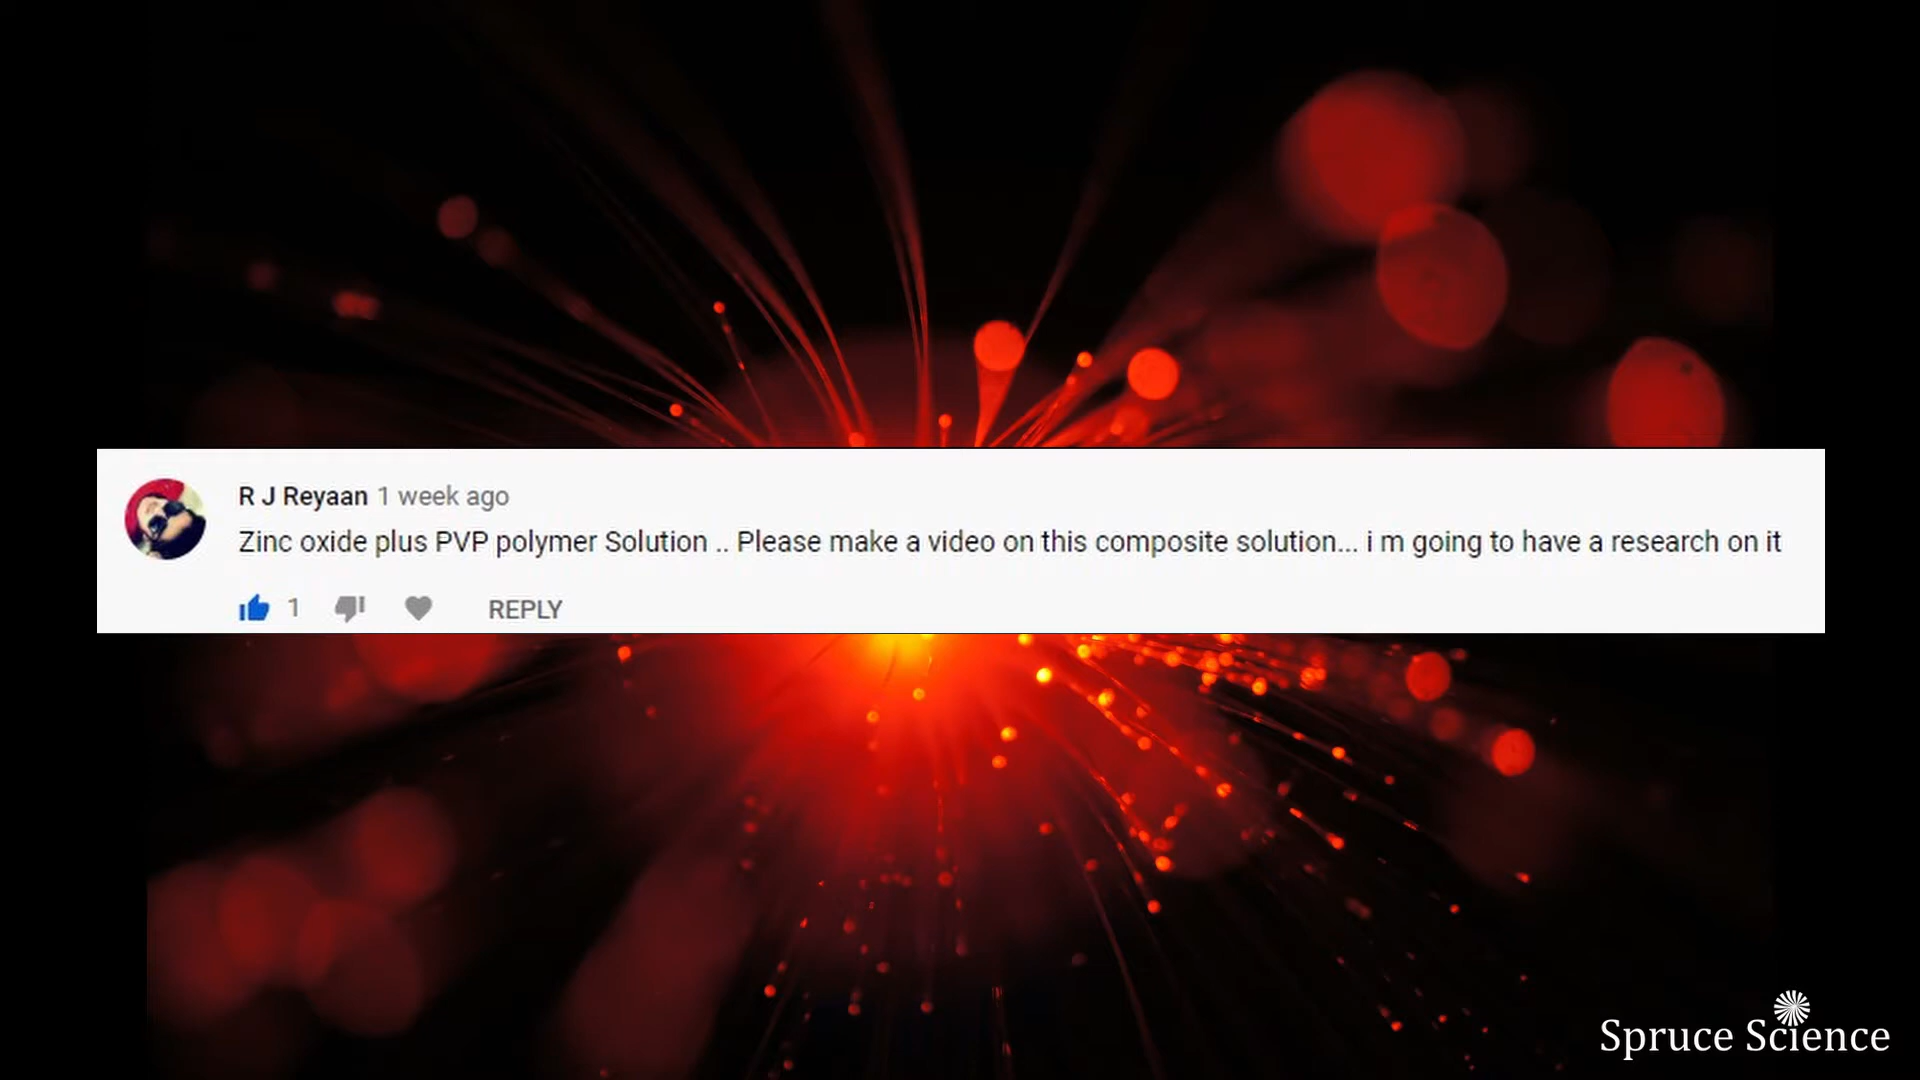 R J Reyaan 1 week ago
Zinc oxide plus PVP polymer Solution .. Please make a video on this composite solution... i m going to have a research on it
1 REPLY
Spruce Science